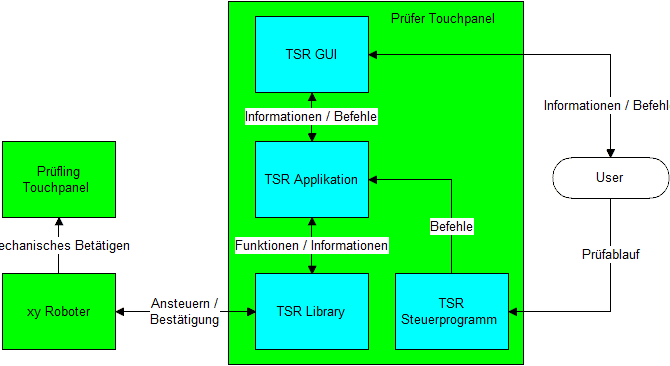 Prüfer Touchpanel
TSR GUI
Informationen / Befehle
Informationen / Befehl
Prüfling
Touchpanel
TSR Applikation
User
Befehle
echanisches Betätigen
Funktionen / Informationen
Prüfablauf
xy Roboter
Ansteuern /
Bestätigung
TSR Library
TSR
Steuerprogramm